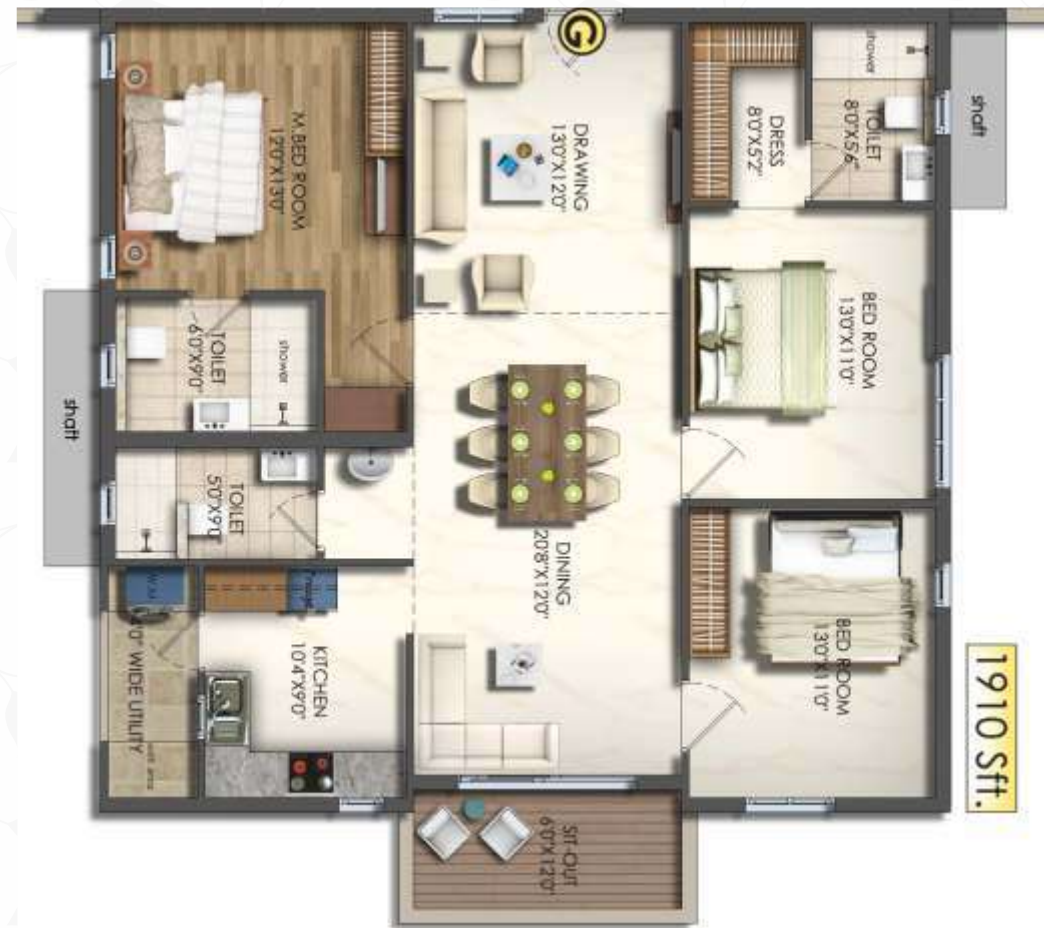 G
M.BED ROOM
12'0"X13'0"
DRAWING
13'0"X12'0"
DRESS
8'0"X5'2"
shower
TOILET
8'0"X5'6"
shaft
TOILET
6'0"X9'0"
shower
shaft
BED ROOM
13'0"X11'0"
TOILET
5'0"X9'0"
DINING
20'8"X12'0"
W.M
4'0" WIDE UTILITY
KITCHEN
10'4"X9'0"
BED ROOM
13'0"X11'0"
1910 Sft.
SIT-OUT
6'0"X12'0"